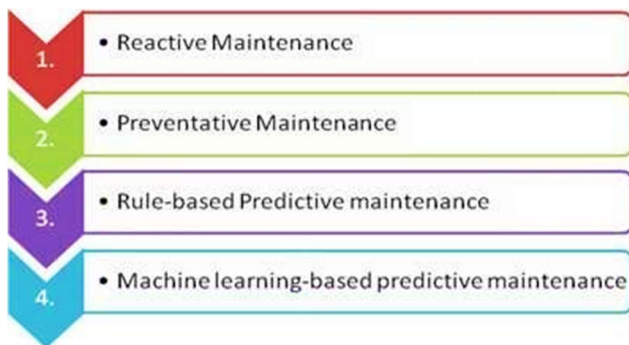 1. • Reactive Maintenance
2. • Preventative Maintenance
3. • Rule-based Predictive maintenance
4. • Machine learning-based predictive maintenance